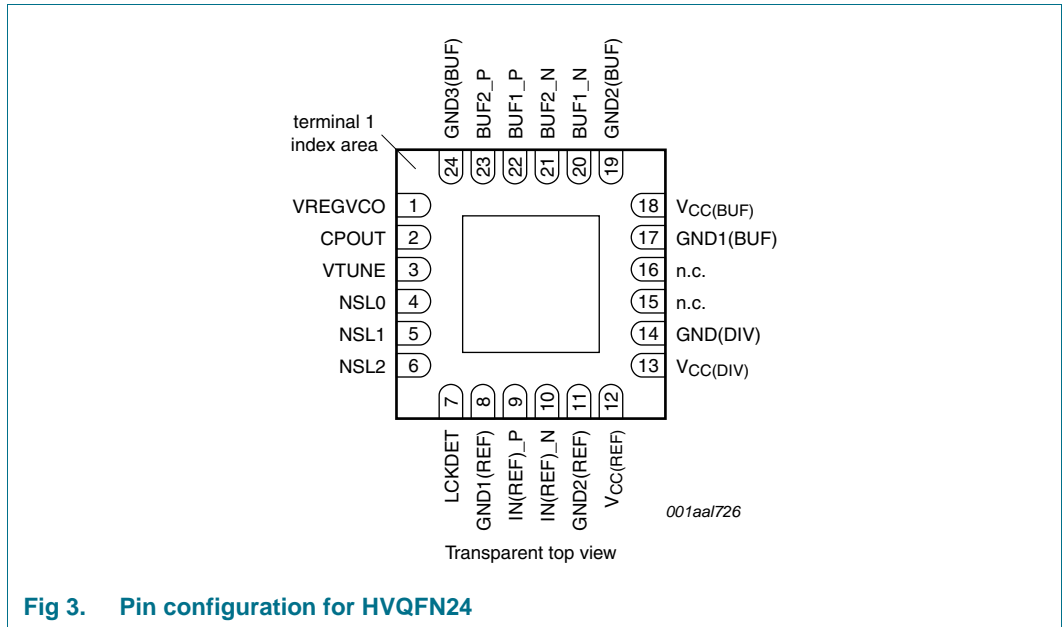 GND3(BUF)
BUF2_P
BUF1_P
BUF2_N
BUF1_N
GND2(BUF)
terminal 1
index area
24
23
22
21
20
19
VREGVCO 1
CPOUT 2
VTUNE 3
NSL0 4
NSL1 5
NSL2 6
18 VCC(BUF)
17 GND1(BUF)
16 n.c.
15 n.c.
14 GND(DIV)
13 VCC(DIV)
7
8
9
10
11
12
LCKDET
GND1(REF)
IN(REF)_P
IN(REF)_N
GND2(REF)
VCC(REF)
001aal726
Transparent top view
Fig 3. Pin configuration for HVQFN24